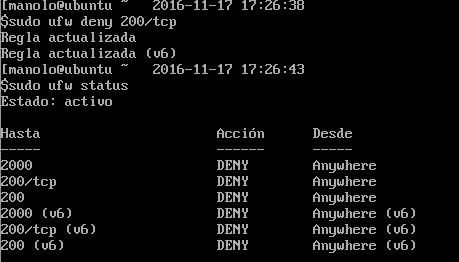 [manolo@ubuntu ~   2016-11-17 17:26:38
$sudo ufw deny 200/tcp
Regla actualizada
Regla actualizada (v6)
[manolo@ubuntu ~   2016-11-17 17:26:43
$sudo ufw status
Estado: activo
Hasta                      Acción      Desde
-----                      ------      -----
2000                       DENY        Anywhere
200/tcp                    DENY        Anywhere
200                        DENY        Anywhere
2000 (v6)                  DENY        Anywhere (v6)
200/tcp (v6)               DENY        Anywhere (v6)
200 (v6)                   DENY        Anywhere (v6)